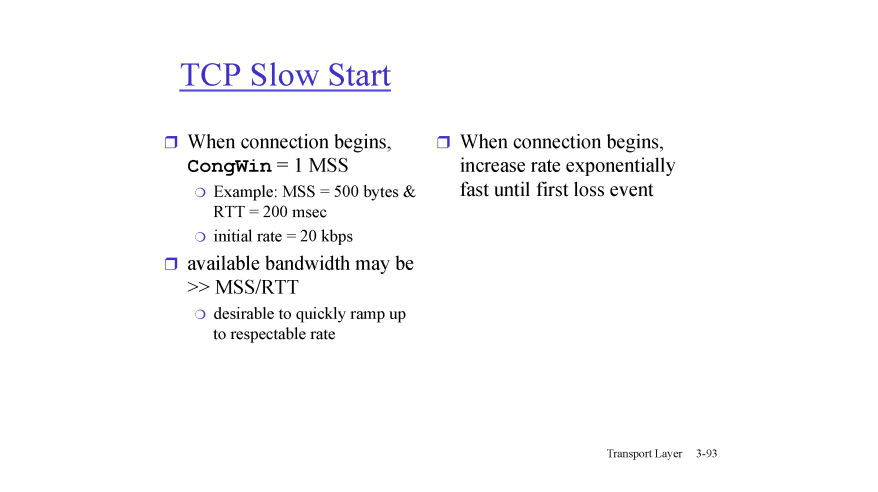 TCP Slow Start
When connection begins,
CongWin = 1 MSS
Example: MSS = 500 bytes &
RTT = 200 msec
initial rate = 20 kbps
available bandwidth may be
>> MSS/RTT
desirable to quickly ramp up
to respectable rate
When connection begins,
increase rate exponentially
fast until first loss event
Transport Layer 3-93